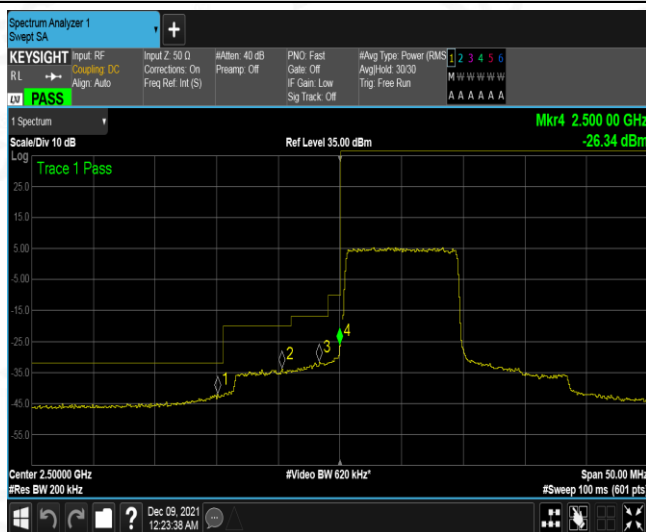 Spectrum Analyzer 1
Swept SA
+
KEYSIGHT Input: RF Input Z: 50 Ω #Atten: 40 dB PNO: Fast #Avg Type: Power (RMS 1 2 3 4 5 6
R L Coupling: DC Corrections: On Preamp: Off Gate: Off Avg|Hold: 30/30 M W W W W W
Align: Auto Freq Ref: Int (S) IF Gain: Low Trig: Free Run
LXI PASS Sig Track: Off A A A A A A
1 Spectrum Mkr4 2.500 00 GHz
Scale/Div 10 dB Ref Level 35.00 dBm -26.34 dBm
Log
Trace 1 Pass
25.0
15.0
5.00
-5.00
-15.0
-25.0
-35.0
-45.0
-55.0
1
2
3
4
Center 2.50000 GHz #Video BW 620 kHz* Span 50.00 MHz
#Res BW 200 kHz #Sweep 100 ms (601 pts)
? Dec 09, 2021
12:23:38 AM